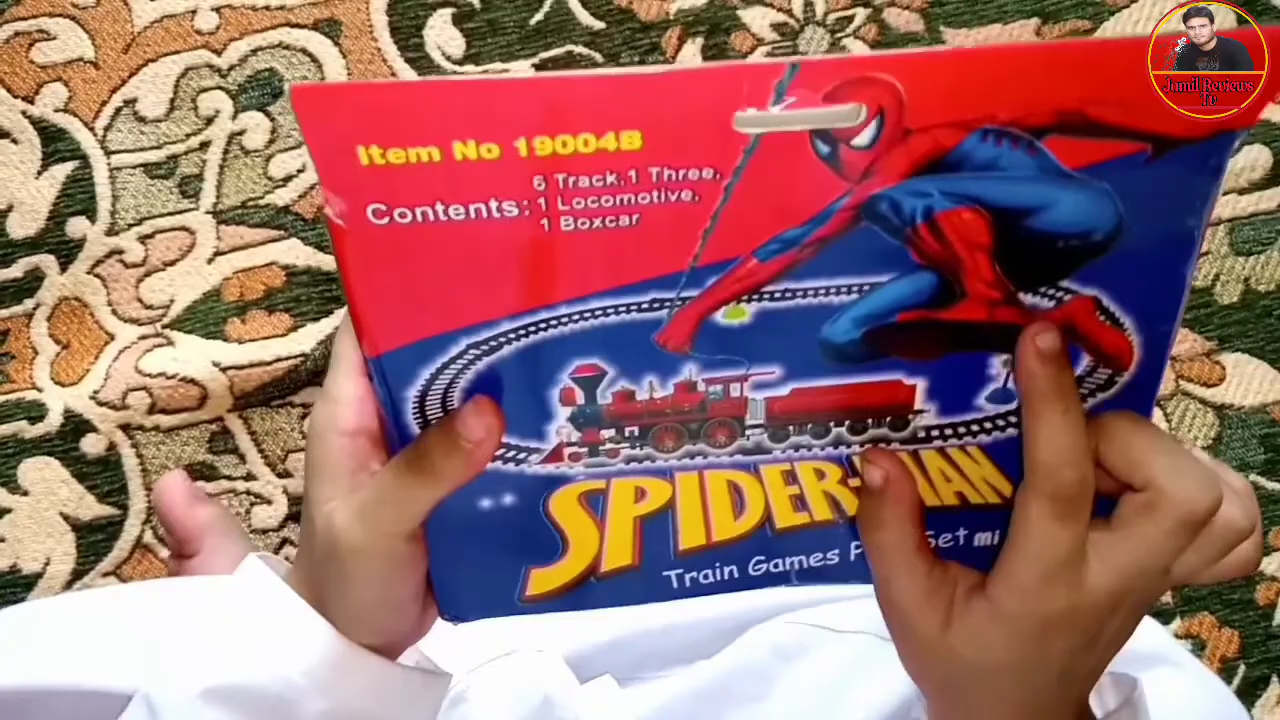 Jamil Reviews
Tv
Item No 19004B
6 Track,1 Three,
Contents: 1 Locomotive,
1 Boxcar
SPIDER-MAN
Train Games Set mi